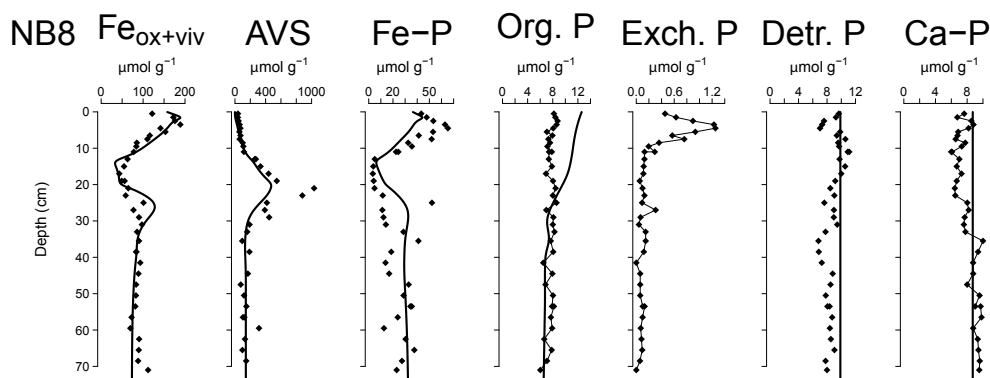 NB8 Feox+viv AVS Fe−P Org. P Exch. P Detr. P Ca−P
µmol g−1 µmol g−1 µmol g−1 µmol g−1 µmol g−1 µmol g−1 µmol g−1
0 100 200 0 400 1000 0 20 50 0 4 8 12 0.0 0.6 1.2 0 4 8 12 0 4 8
0
10
20
30
40
50
60
70
Depth (cm)